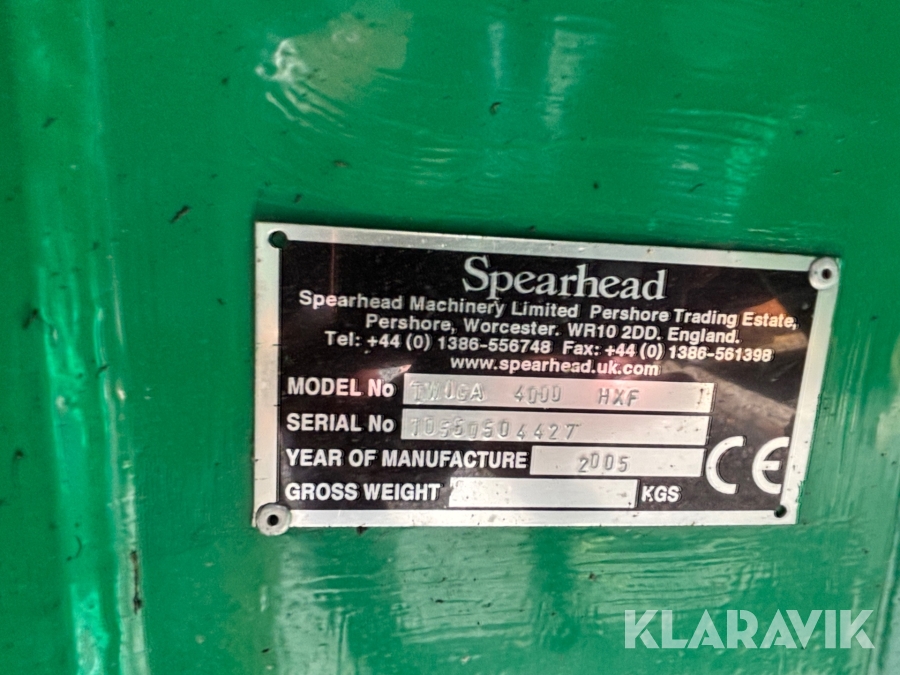 Spearhead
Spearhead Machinery Limited Pershore Trading Estate,
Pershore, Worcester. WR10 2DD. England.
Tel: +44 (0) 1386-556748 Fax: +44 (0) 1386-561398
www.spearhead.uk.com
MODEL No 4000 HXF
SERIAL No
YEAR OF MANUFACTURE 2005
GROSS WEIGHT KGS
CE
KLARAVIK